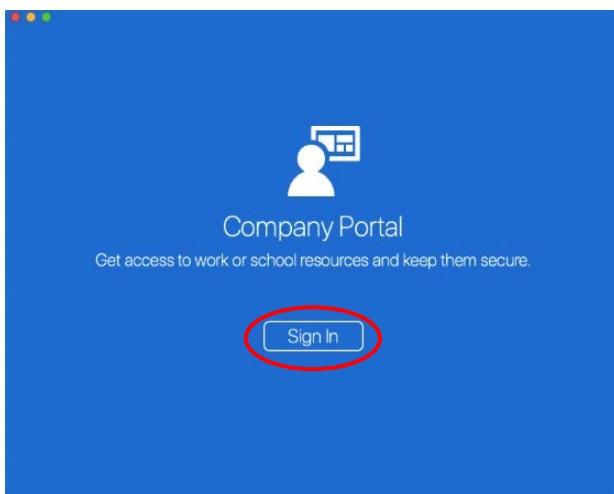 Company Portal
Get access to work or school resources and keep them secure.
Sign In